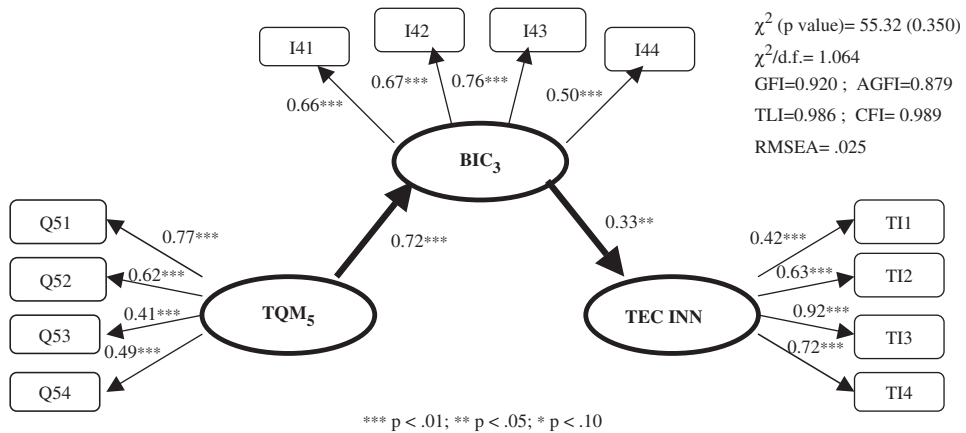 χ² (p value)= 55.32 (0.350)
χ²/d.f.= 1.064
GFI=0.920 ; AGFI=0.879
TLI=0.986 ; CFI= 0.989
RMSEA= .025
I41
I42
I43
I44
0.66***
0.67***
0.76***
0.50***
BIC₃
0.72***
0.33**
Q51
Q52
Q53
Q54
0.77***
0.62***
0.41***
0.49***
TQM₅
TEC INN
0.42***
0.63***
0.92***
0.72***
TI1
TI2
TI3
TI4
*** p < .01; ** p < .05; * p < .10